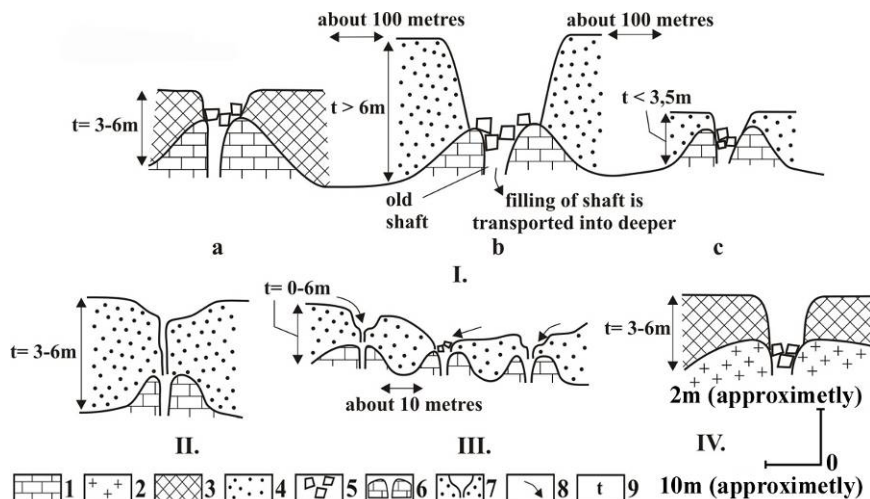 about 100 metres
about 100 metres
t= 3-6m
t > 6m
t < 3,5m
old
shaft
filling of shaft is
transported into deeper
a
b
c
I.
t= 3-6m
t= 0-6m
about 10 metres
t= 3-6m
2m (approximetly)
0
10m (approximetly)
II.
III.
IV.
1 2 3 4 5 6 7 8 t 9